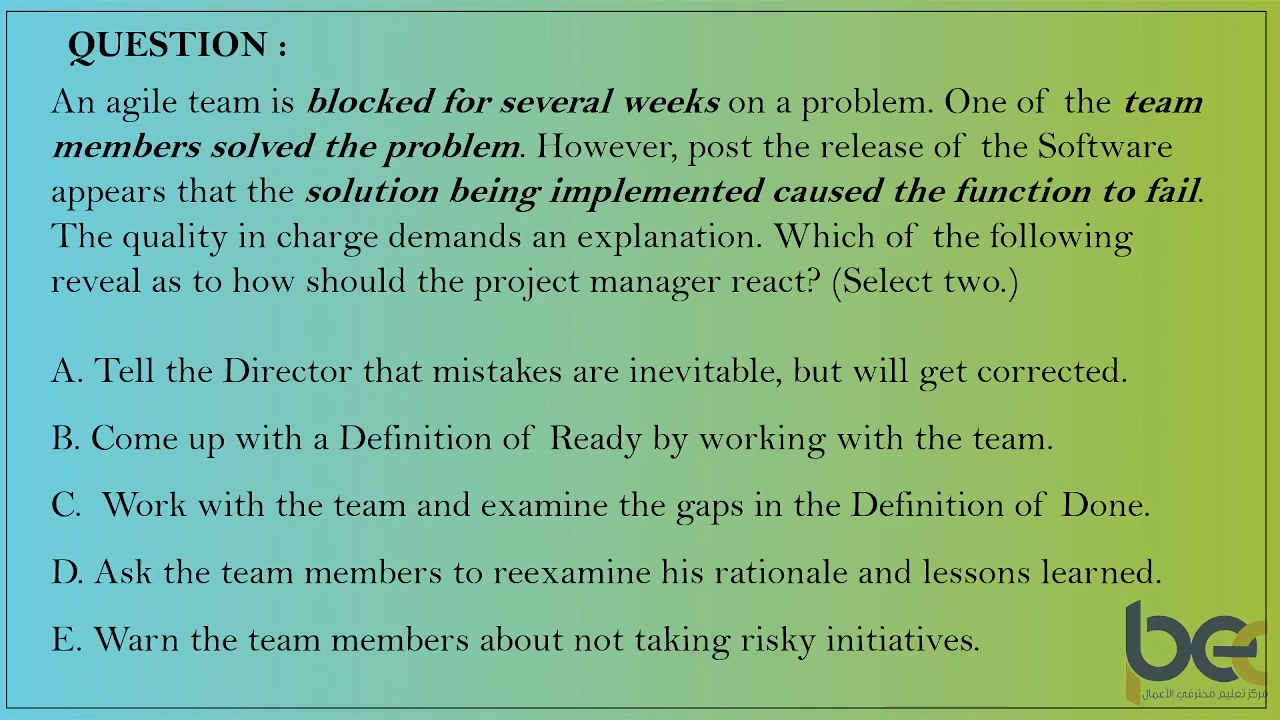 QUESTION :
An agile team is blocked for several weeks on a problem. One of the team
members solved the problem. However, post the release of the Software
appears that the solution being implemented caused the function to fail.
The quality in charge demands an explanation. Which of the following
reveal as to how should the project manager react? (Select two.)
A. Tell the Director that mistakes are inevitable, but will get corrected.
B. Come up with a Definition of Ready by working with the team.
C. Work with the team and examine the gaps in the Definition of Done.
D. Ask the team members to reexamine his rationale and lessons learned.
E. Warn the team members about not taking risky initiatives.
pec
مركز تعليم محترفي الأعمال